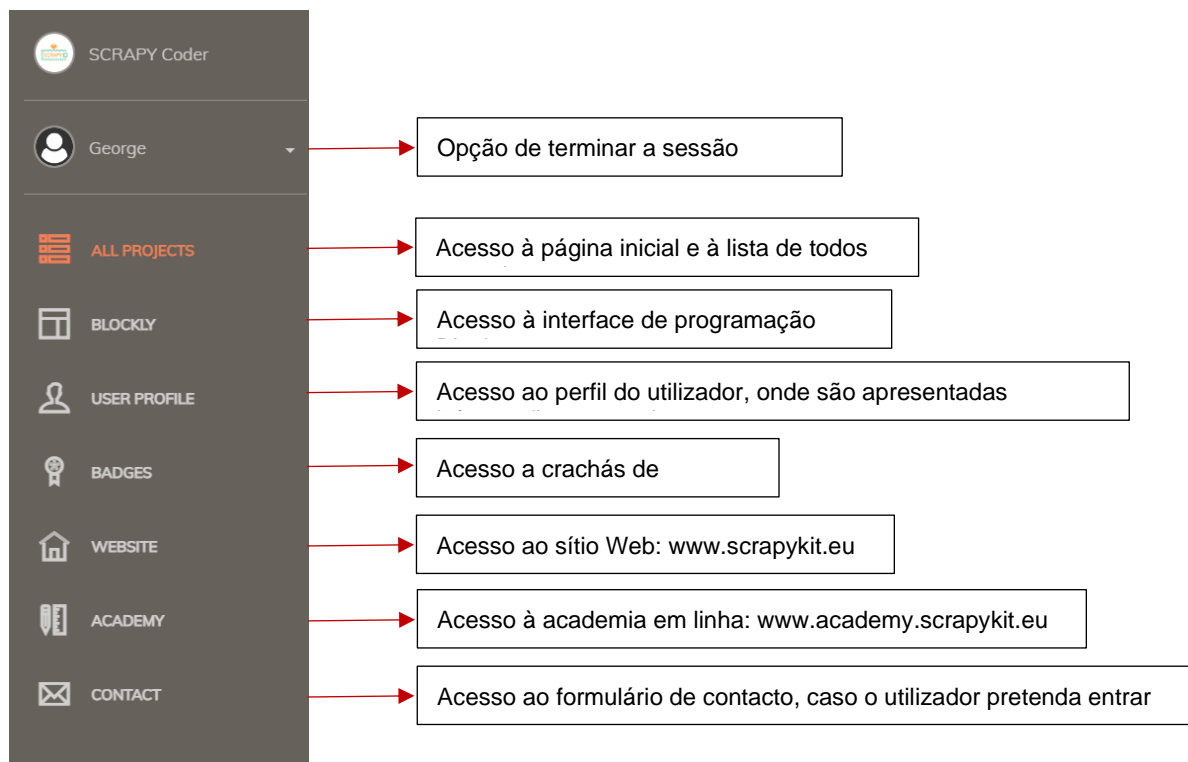 SCRAPY Coder
George
Opção de terminar a sessão
ALL PROJECTS
Acesso à página inicial e à lista de todos
BLOCKLY
Acesso à interface de programação
USER PROFILE
Acesso ao perfil do utilizador, onde são apresentadas
BADGES
Acesso a crachás de
WEBSITE
Acesso ao sítio Web: www.scrapykit.eu
ACADEMY
Acesso à academia em linha: www.academy.scrapykit.eu
CONTACT
Acesso ao formulário de contacto, caso o utilizador pretenda entrar